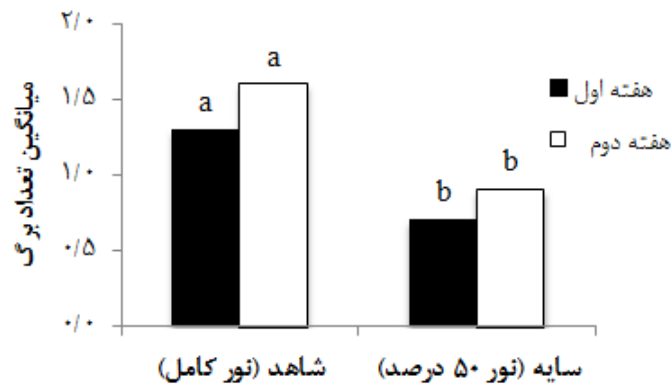 میانگین تعداد برگ
۲/۰
۱/۵
۱/۰
۰/۵
۰/۰
a
a
b
b
هفته اول
هفته دوم
شاهد (نور کامل)
سایه (نور ۵۰ درصد)